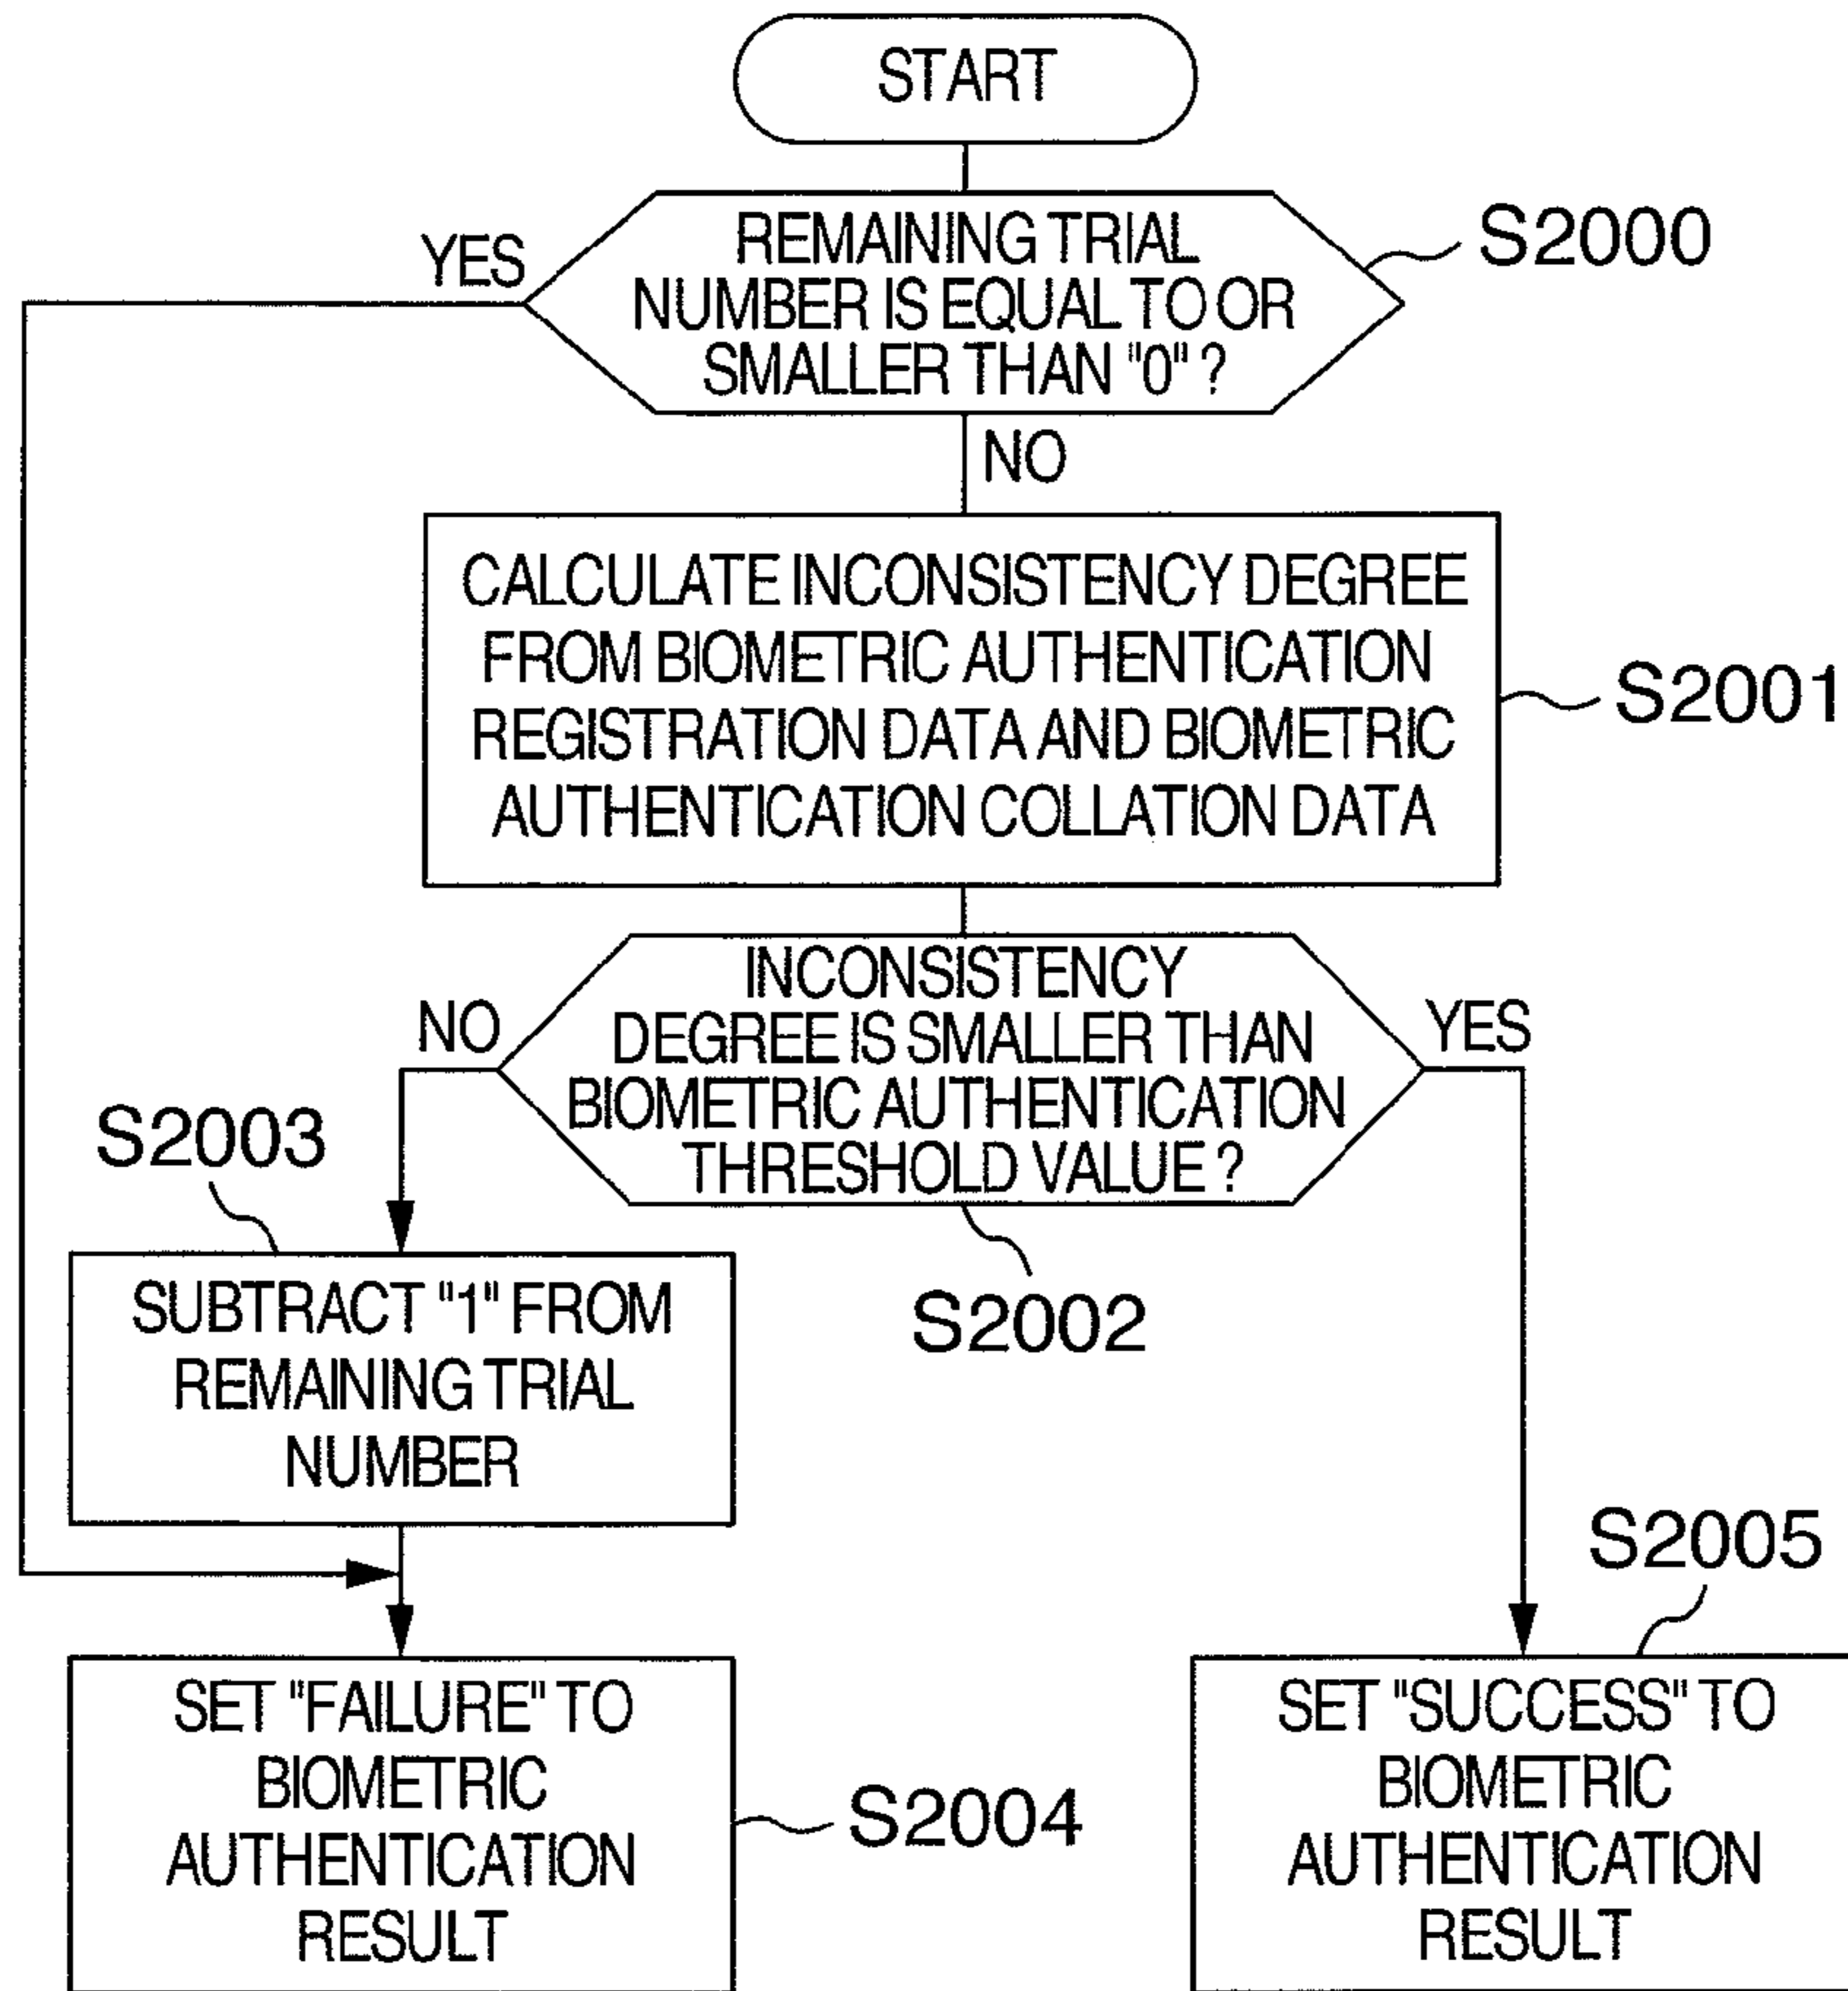 START
REMAINING TRIAL
NUMBER IS EQUAL TO OR
SMALLER THAN "0" ?
YES
S2000
NO
CALCULATE INCONSISTENCY DEGREE
FROM BIOMETRIC AUTHENTICATION
REGISTRATION DATA AND BIOMETRIC
AUTHENTICATION COLLATION DATA
S2001
INCONSISTENCY
DEGREE IS SMALLER THAN
BIOMETRIC AUTHENTICATION
THRESHOLD VALUE ?
NO
YES
S2002
S2003
SUBTRACT "1" FROM
REMAINING TRIAL
NUMBER
SET "FAILURE" TO
BIOMETRIC
AUTHENTICATION
RESULT
S2004
S2005
SET "SUCCESS" TO
BIOMETRIC
AUTHENTICATION
RESULT